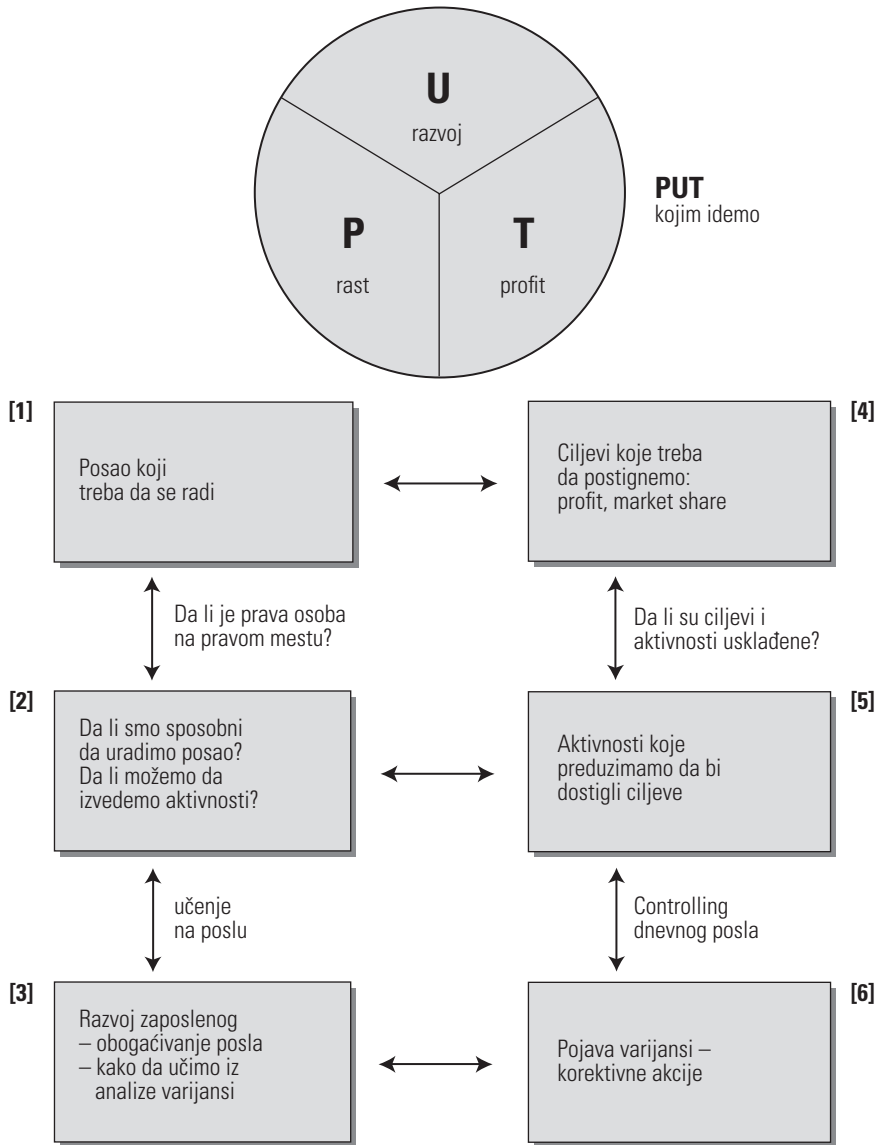 U
razvoj
P
rast
T
profit
PUT
kojim idemo
[1]
Posao koji
treba da se radi
[4]
Ciljevi koje treba
da postignemo:
profit, market share
Da li je prava osoba
na pravom mestu?
Da li su ciljevi i
aktivnosti usklađene?
[2]
Da li smo sposobni
da uradimo posao?
Da li možemo da
izvedemo aktivnosti?
[5]
Aktivnosti koje
preduzimamo da bi
dostigli ciljeve
učenje
na poslu
Controlling
dnevnog posla
[3]
Razvoj zaposlenog
– obogaćivanje posla
– kako da učimo iz
analize varijansi
[6]
Pojava varijansi –
korektivne akcije